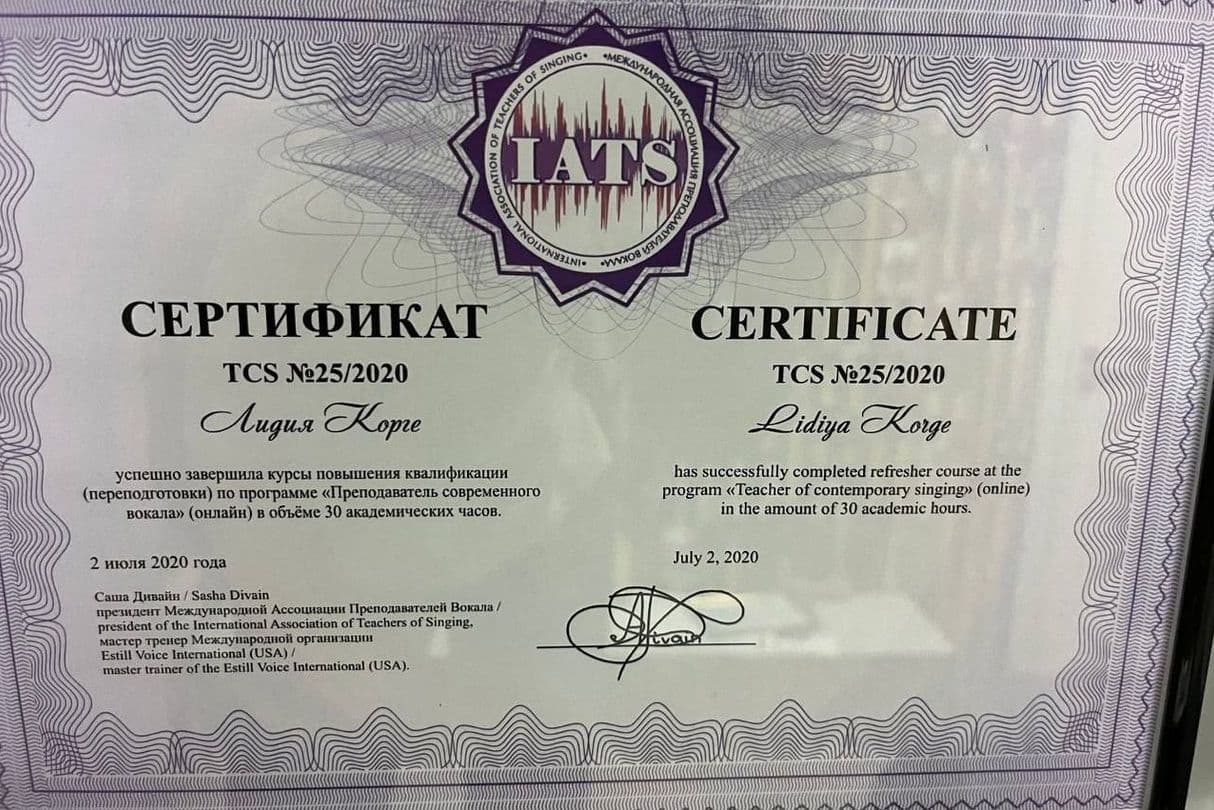 •INTERNATIONAL ASSOCIATION OF TEACHERS OF SINGING•
•МЕЖДУНАРОДНАЯ АССОЦИАЦИЯ ПРЕПОДАВАТЕЛЕЙ ВОКАЛА•
IATS
СЕРТИФИКАТ
TCS №25/2020
Лидия Корге
успешно завершила курсы повышения квалификации
(переподготовки) по программе «Преподаватель современного
вокала» (онлайн) в объёме 30 академических часов.
2 июля 2020 года
Саша Дивайн / Sasha Divain
президент Международной Ассоциации Преподавателей Вокала /
president of the International Association of Teachers of Singing,
мастер тренер Международной организации
Estill Voice International (USA) /
master trainer of the Estill Voice International (USA).
CERTIFICATE
TCS №25/2020
Lidiya Korge
has successfully completed refresher course at the
program «Teacher of contemporary singing» (online)
in the amount of 30 academic hours.
July 2, 2020
Divain